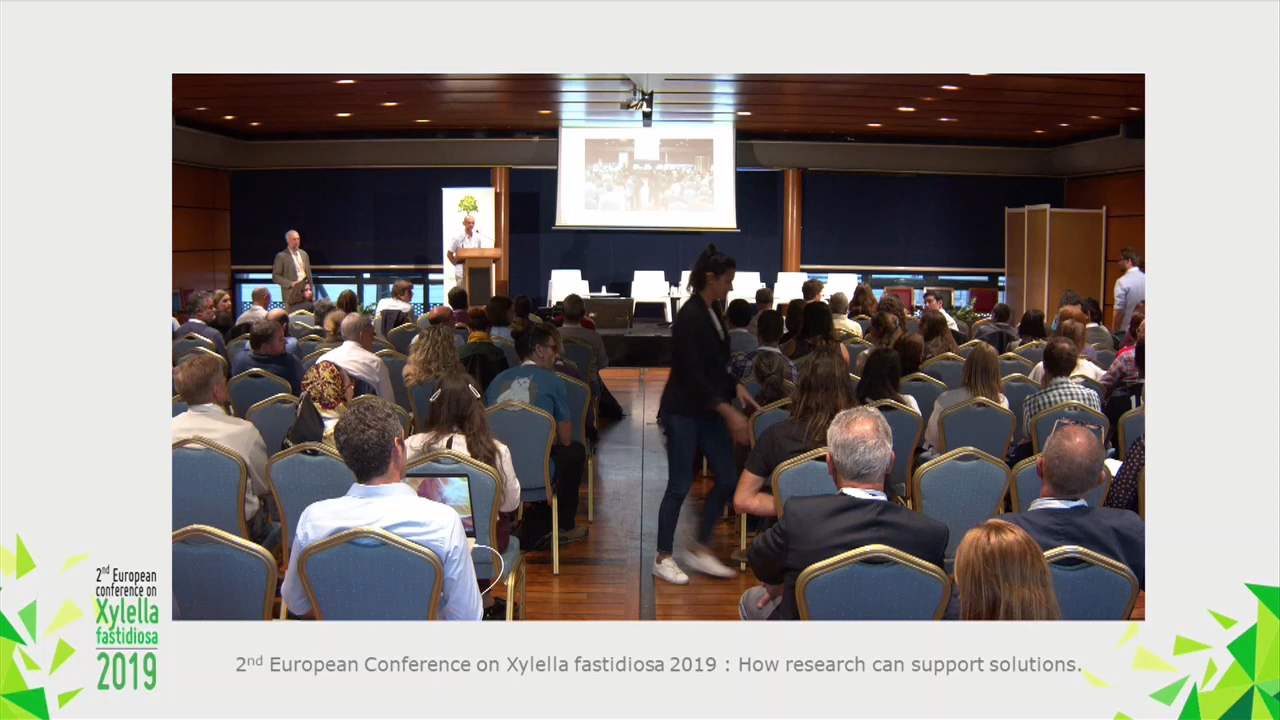 2nd European
conference on
Xylella
fastidiosa
2019
2nd European Conference on Xylella fastidiosa 2019 : How research can support solutions.